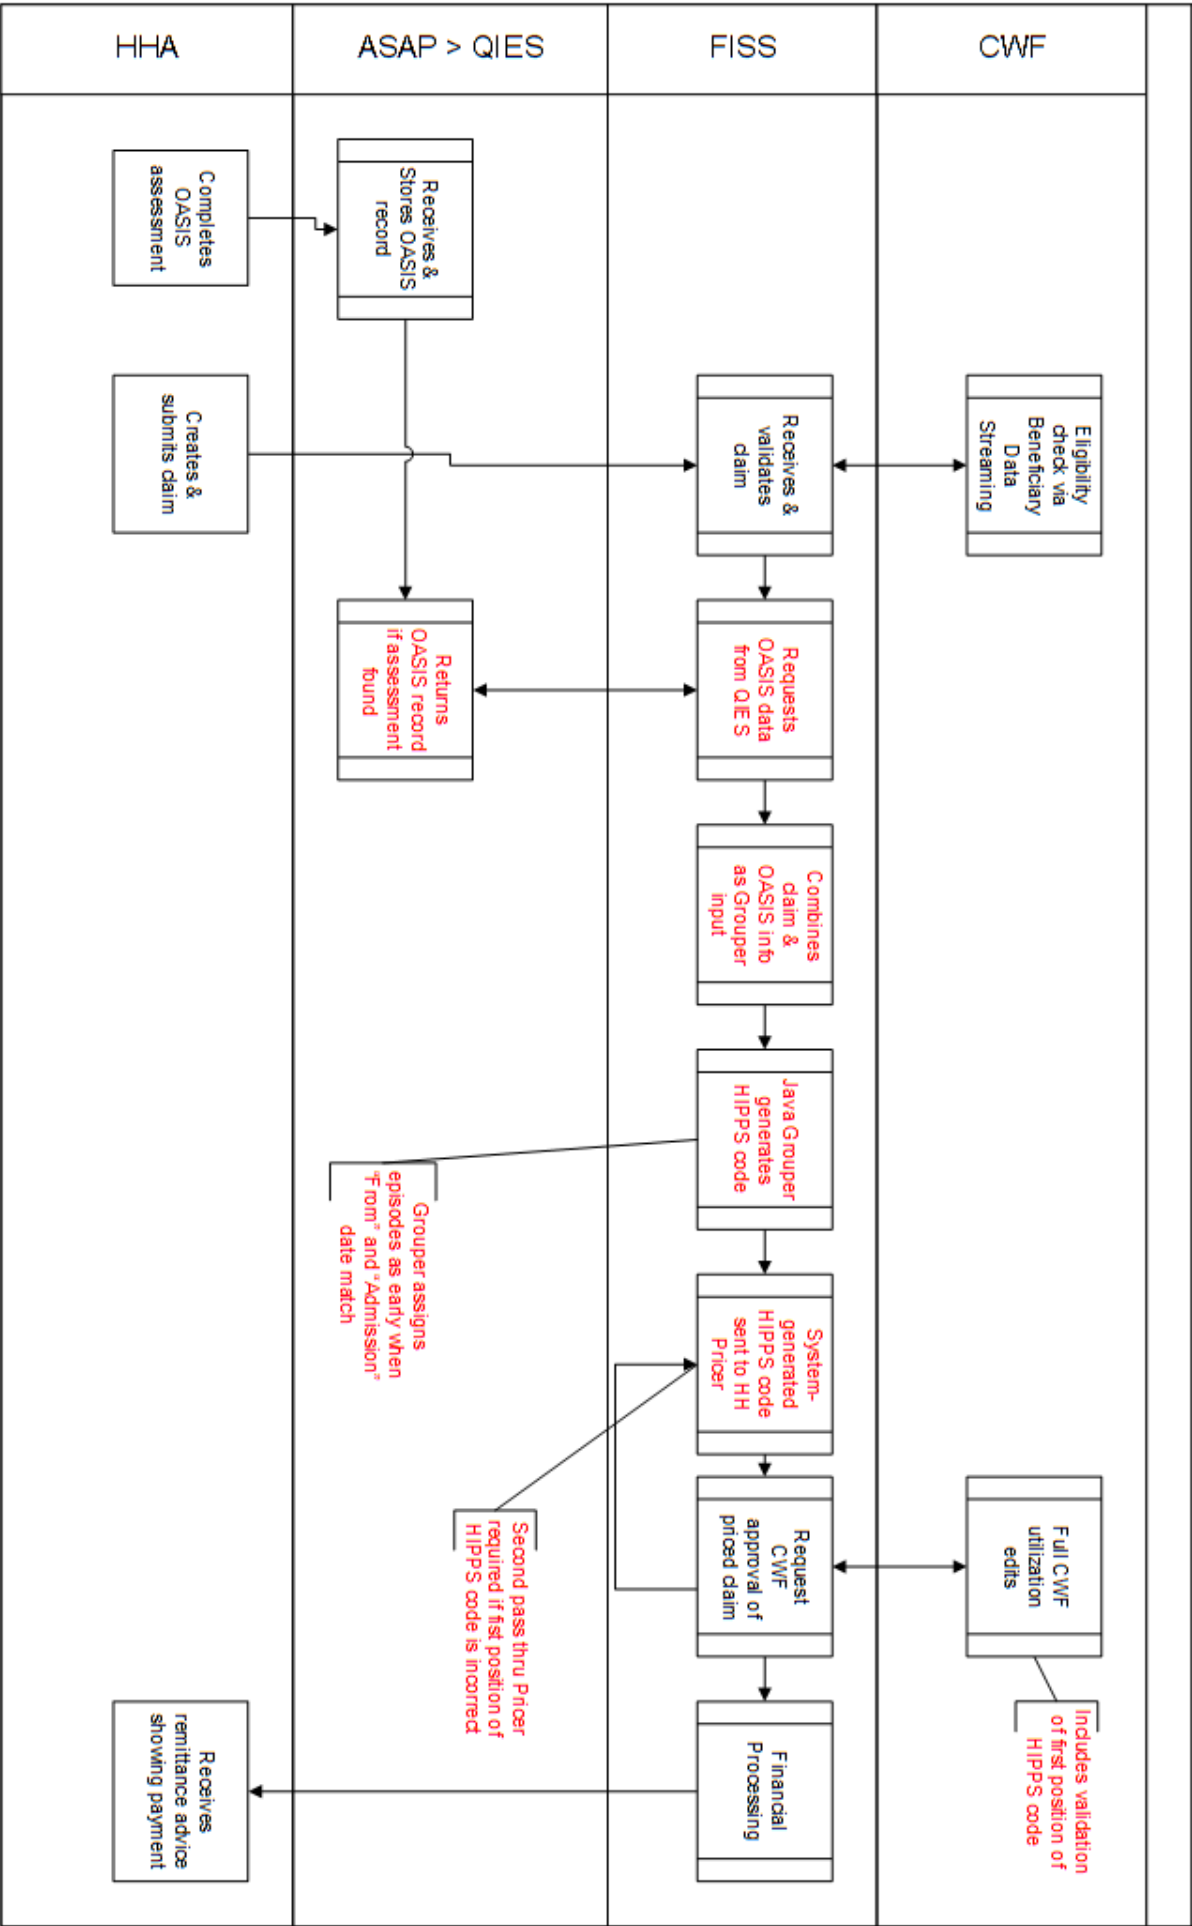 HHA
ASAP > QIES
FISS
CWF
Completes
OASIS
assessment
Receives &
Stores OASIS
record
Creates &
submits claim
Receives &
validates
claim
Eligibility
check via
Beneficiary
Data
Streaming
Requests
OASIS data
from QIES
Returns
OASIS record
if assessment
found
Combines
claim &
OASIS info
as Grouper
input
Java Grouper
generates
HIPPS code
Grouper assigns
episodes as early when
"From" and "Admission"
date match
System-
generated
HIPPS code
sent to HH
Pricer
Second pass thru Pricer
required if fist position of
HIPPS code is incorrect
Request
CWF
approval of
priced claim
Full CWF
utilization
edits
Includes validation
of first position of
HIPPS code
Financial
Processing
Receives
remittance advice
showing payment